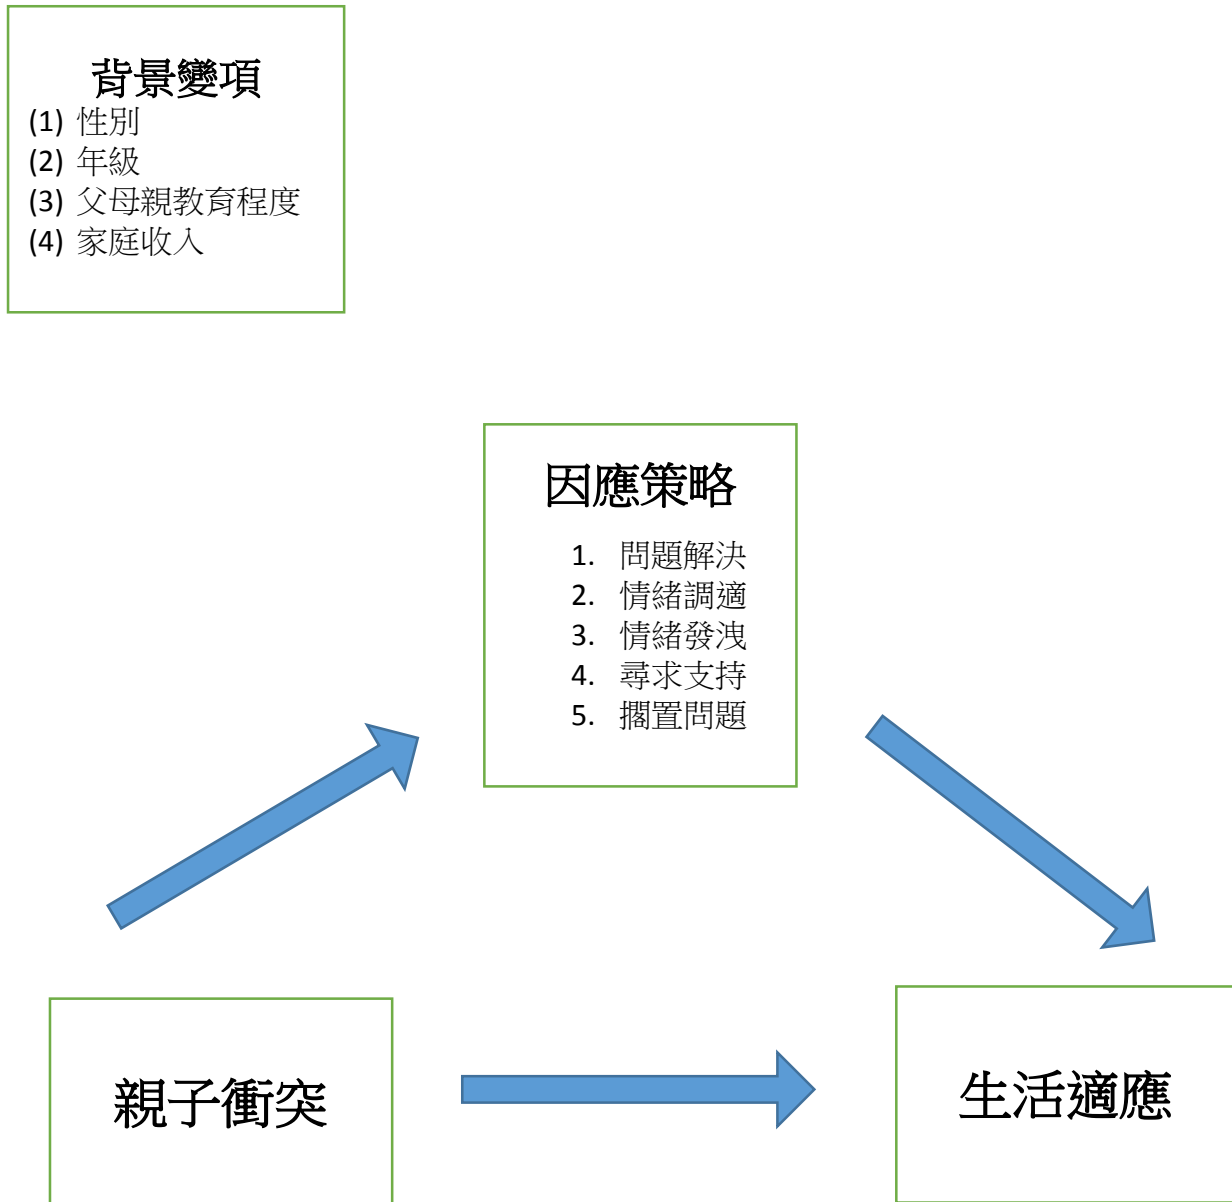 背景變項
(1) 性別
(2) 年級
(3) 父母親教育程度
(4) 家庭收入
因應策略
1. 問題解決
2. 情緒調適
3. 情緒發洩
4. 尋求支持
5. 擱置問題
親子衝突
生活適應